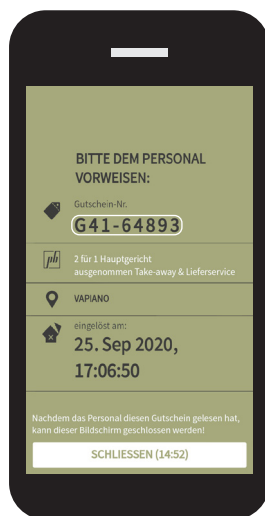 BITTE DEM PERSONAL
VORWEISEN:
Gutschein-Nr.
G41-64893
2 für 1 Hauptgericht
ausgenommen Take-away & Lieferservice
VAPIANO
eingelöst am:
25. Sep 2020,
17:06:50
Nachdem das Personal diesen Gutschein gelesen hat,
kann dieser Bildschirm geschlossen werden!
SCHLIESSEN (14:52)